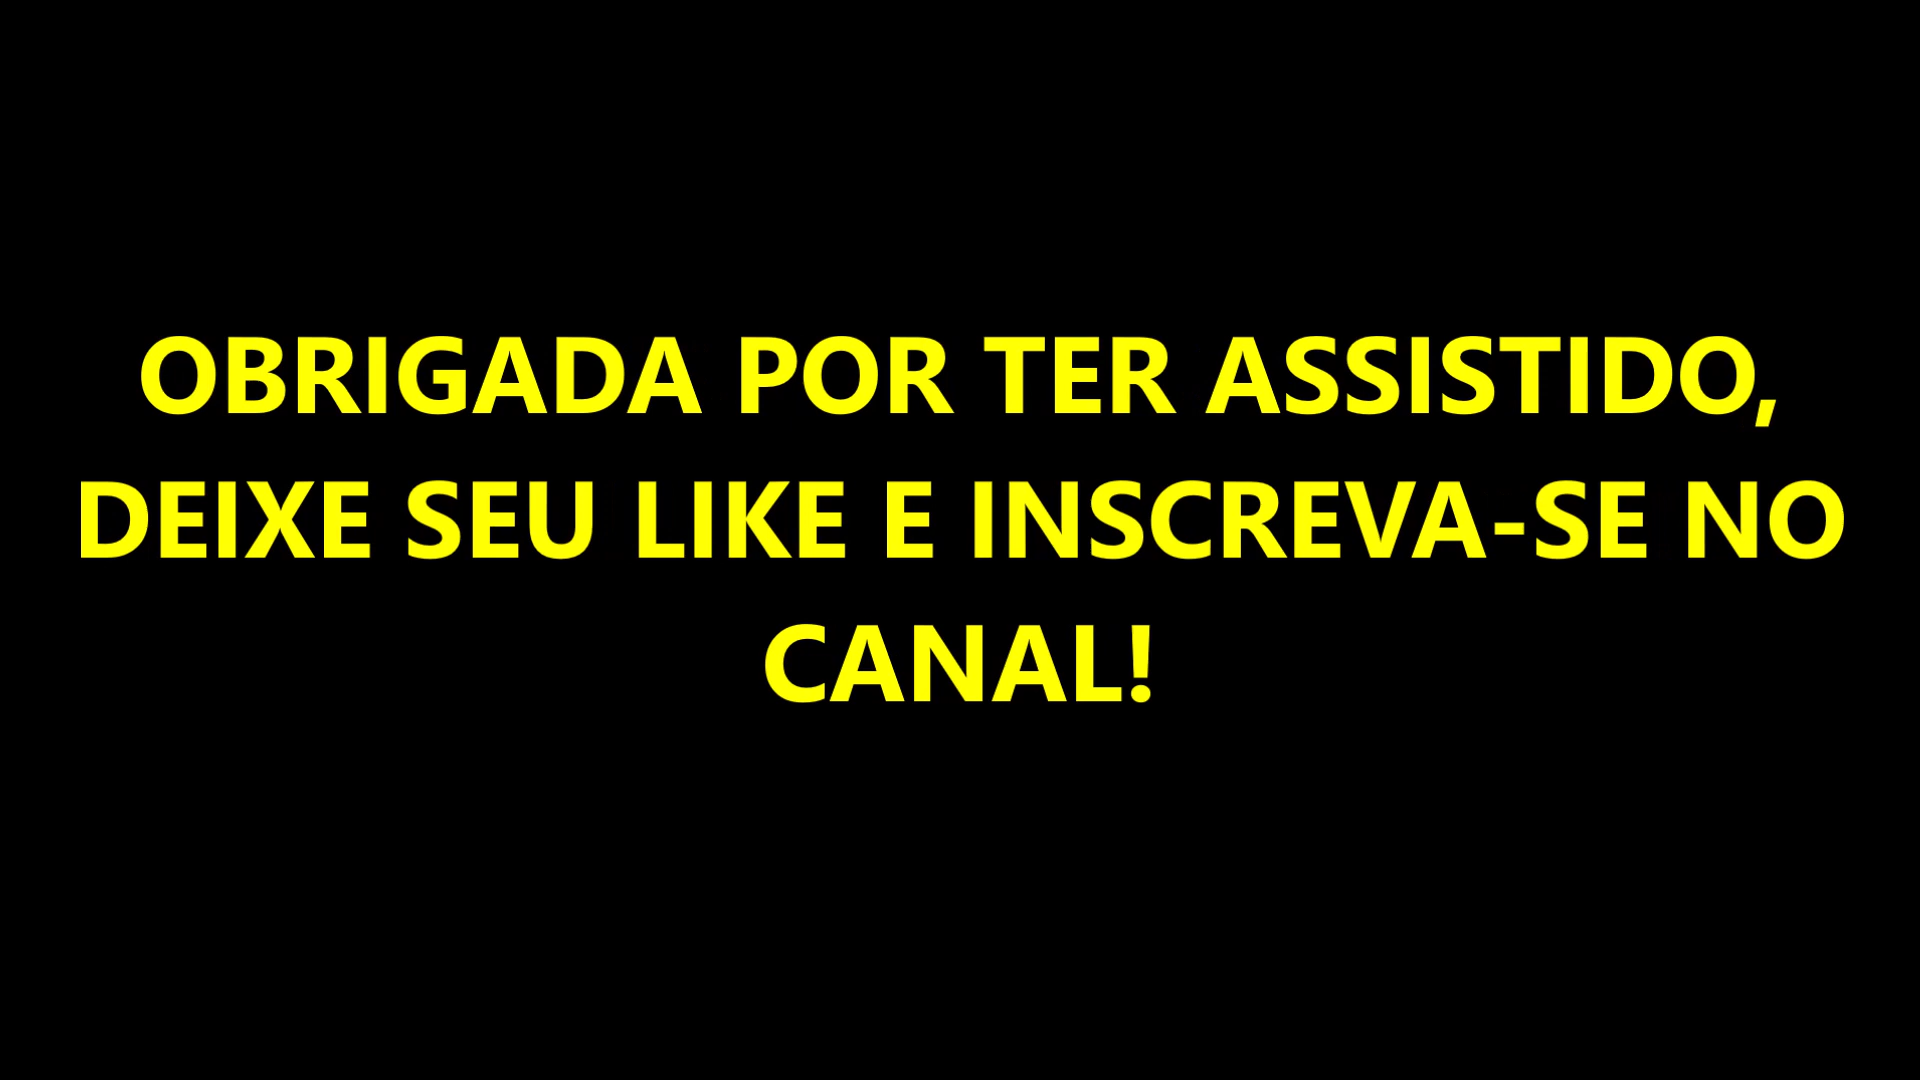 OBRIGADA POR TER ASSISTIDO,
DEIXE SEU LIKE E INSCREVA-SE NO
CANAL!